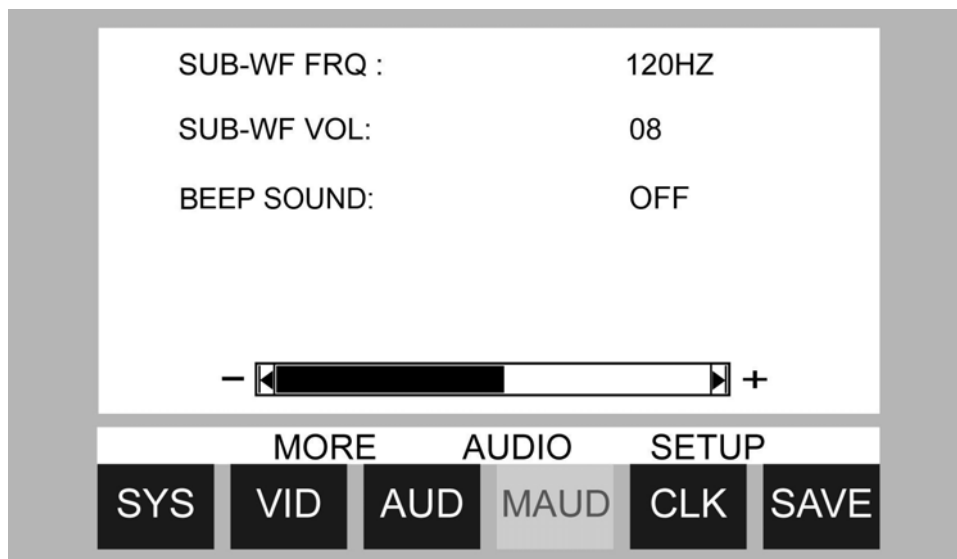 SUB-WF FRQ : 120HZ
SUB-WF VOL: 08
BEEP SOUND: OFF
− +
MORE AUDIO SETUP
SYS VID AUD MAUD CLK SAVE